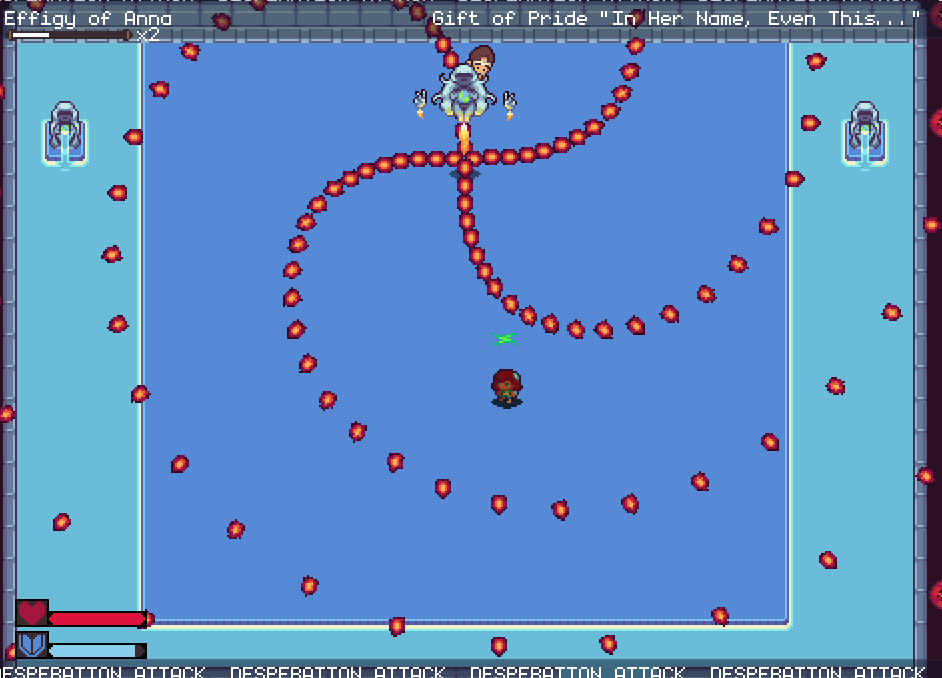 Effigy of Anna
Gift of Pride "In Her Name, Even This..."
x2
DESPERATION ATTACK DESPERATION ATTACK DESPERATION ATTACK DESPERATION ATTACK